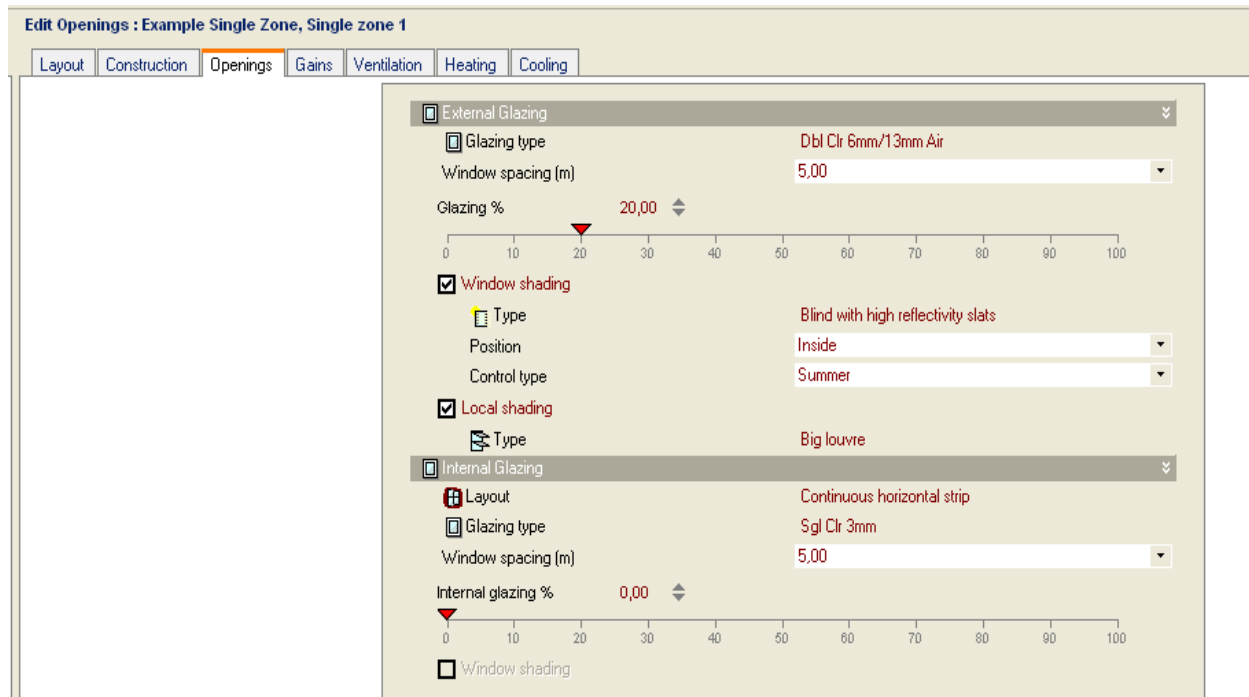 Edit Openings : Example Single Zone, Single zone 1
Layout Construction Openings Gains Ventilation Heating Cooling
External Glazing
Glazing type Dbl Clr 6mm/13mm Air
Window spacing (m) 5,00
Glazing % 20,00
0 10 20 30 40 50 60 70 80 90 100
Window shading
Type Blind with high reflectivity slats
Position Inside
Control type Summer
Local shading
Type Big louvre
Internal Glazing
Layout Continuous horizontal strip
Glazing type Sgl Clr 3mm
Window spacing (m) 5,00
Internal glazing % 0,00
0 10 20 30 40 50 60 70 80 90 100
Window shading